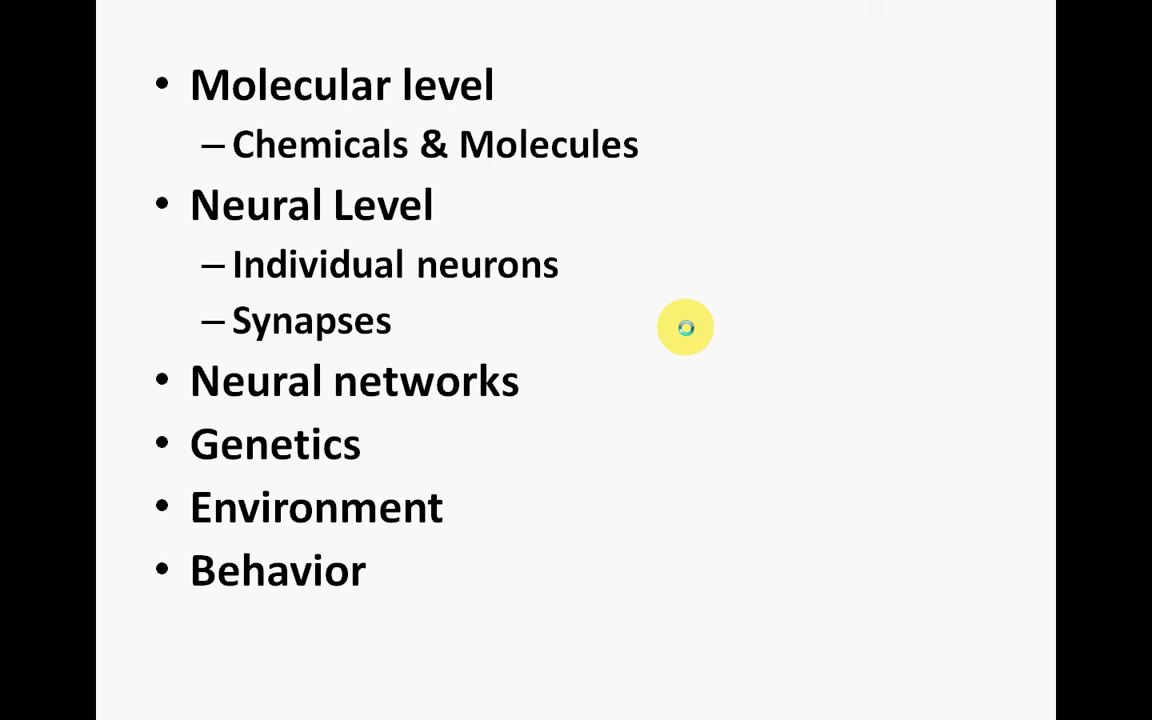 • Molecular level
– Chemicals & Molecules
• Neural Level
– Individual neurons
– Synapses
• Neural networks
• Genetics
• Environment
• Behavior